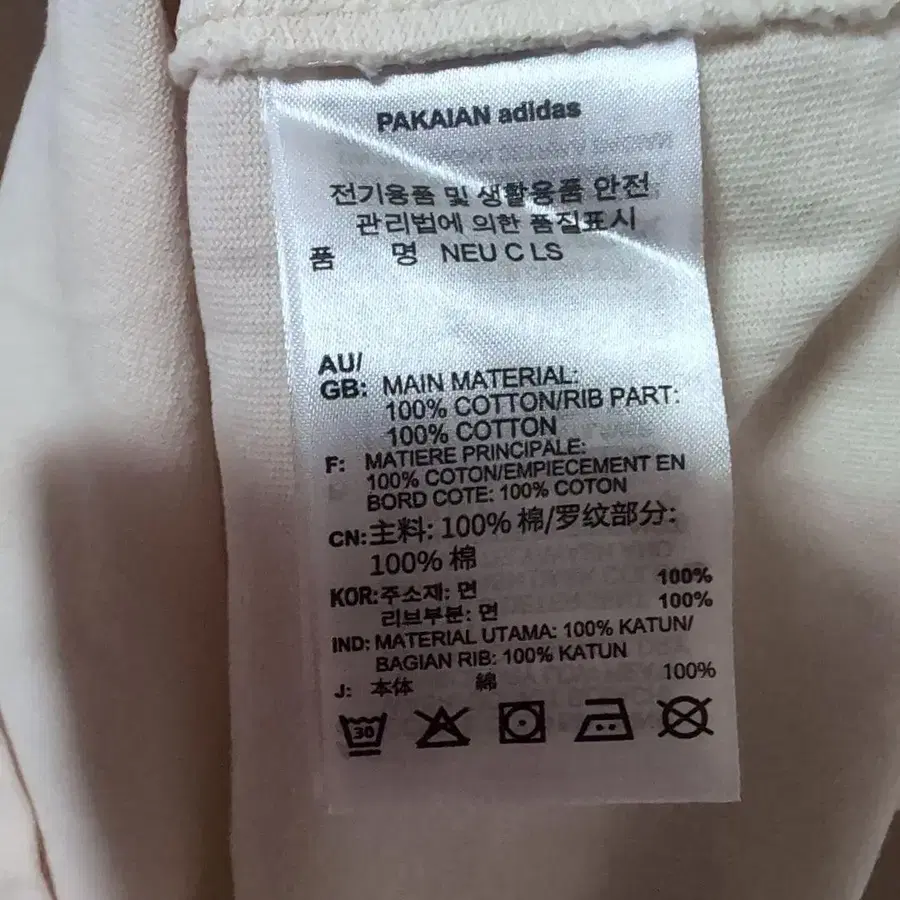 PAKAIAN adidas
전기용품 및 생활용품 안전
관리법에 의한 품질표시
품 명 NEU C LS
AU/
GB: MAIN MATERIAL:
100% COTTON/RIB PART:
100% COTTON
F: MATIERE PRINCIPALE:
100% COTON/EMPIECEMENT EN
BORD COTE: 100% COTON
CN: 主料: 100% 棉/罗纹部分:
100% 棉
KOR: 주소재: 면 100%
리브부분: 면 100%
IND: MATERIAL UTAMA: 100% KATUN/
BAGIAN RIB: 100% KATUN
J: 本体 綿 100%
30